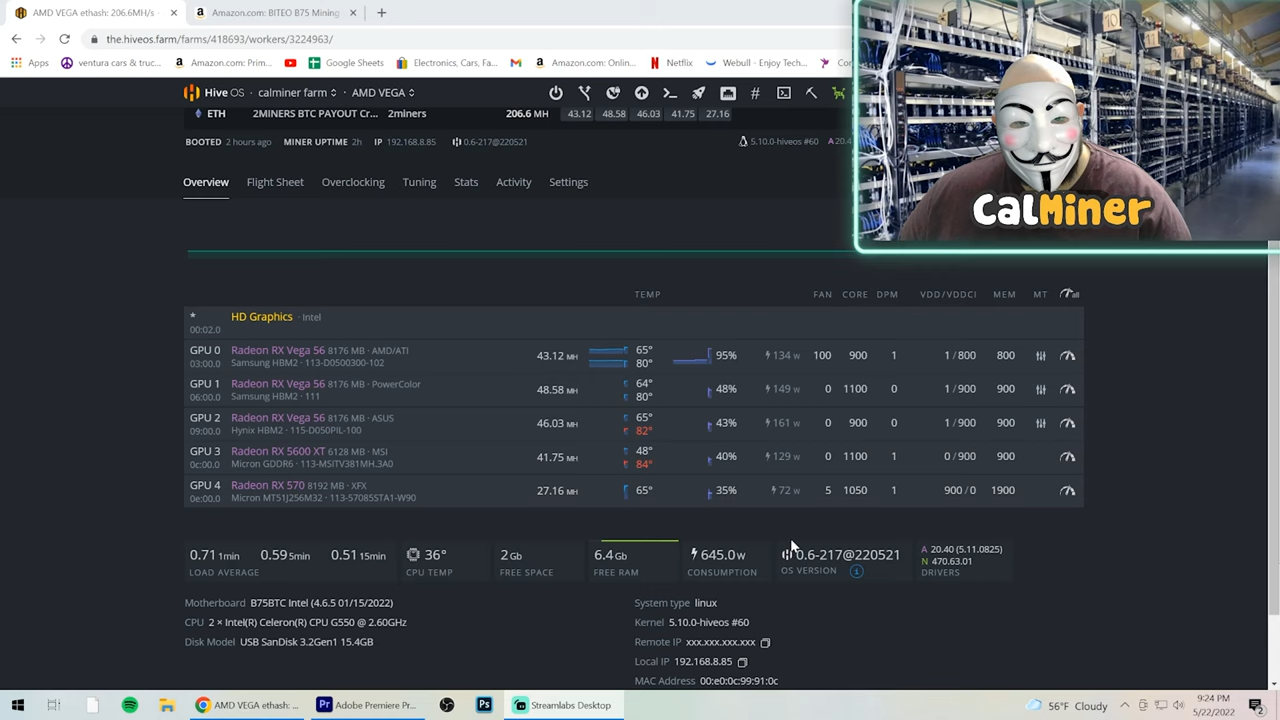 AMD VEGA ethash: 206.6MH/s -
Amazon.com: BITEO B75 Mining
the.hiveos.farm/farms/418693/workers/3224963/
Apps ventura cars & truc... Amazon.com: Prim... Google Sheets Electronics, Cars, Fa... Amazon.com: Onlin... Netflix Webull - Enjoy Tech...
10
Hive OS calminer farm AMD VEGA
ETH 2MINERS BTC PAYOUT Cr... 2miners 206.6 MH 43.12 48.58 46.03 41.75 27.16
BOOTED 2 hours ago MINER UPTIME 2h IP 192.168.8.85 0.6-217@220521 5.10.0-hiveos #60 A 20.4
Overview Flight Sheet Overclocking Tuning Stats Activity Settings
CalMiner
TEMP FAN CORE DPM VDD/VDDCI MEM MT all
* HD Graphics · Intel
00:02.0
GPU 0 Radeon RX Vega 56 8176 MB · AMD/ATI 43.12 MH 65° 95% 134 W 100 900 1 1 / 800 800
03:00.0 Samsung HBM2 · 113-D0500300-102 80°
GPU 1 Radeon RX Vega 56 8176 MB · PowerColor 48.58 MH 64° 48% 149 W 0 1100 0 1 / 900 900
06:00.0 Samsung HBM2 · 111 80°
GPU 2 Radeon RX Vega 56 8176 MB · ASUS 46.03 MH 65° 43% 161 W 0 900 0 1 / 900 900
09:00.0 Hynix HBM2 · 115-D050PIL-100 82°
GPU 3 Radeon RX 5600 XT 6128 MB · MSI 41.75 MH 48° 40% 129 W 0 1100 1 0 / 900 900
0c:00.0 Micron GDDR6 · 113-MSITV381MH.3A0 84°
GPU 4 Radeon RX 570 8192 MB · XFX 27.16 MH 65° 35% 72 W 5 1050 1 900 / 0 1900
0e:00.0 Micron MT51J256M32 · 113-57085STA1-W90
0.71 1min 0.59 5min 0.51 15min 36° 2 Gb 6.4 Gb 645.0 W 0.6-217@220521 A 20.40 (5.11.0825)
N 470.63.01
LOAD AVERAGE CPU TEMP FREE SPACE FREE RAM CONSUMPTION OS VERSION DRIVERS
Motherboard B75BTC Intel (4.6.5 01/15/2022)
CPU 2 × Intel(R) Celeron(R) CPU G550 @ 2.60GHz
Disk Model USB SanDisk 3.2Gen1 15.4GB
System type linux
Kernel 5.10.0-hiveos #60
Remote IP xxx.xxx.xxx.xxx
Local IP 192.168.8.85
MAC Address 00:e0:0c:99:91:0c
AMD VEGA ethash: ... Adobe Premiere Pr... Streamlabs Desktop 56°F Cloudy 9:24 PM
5/22/2022 2